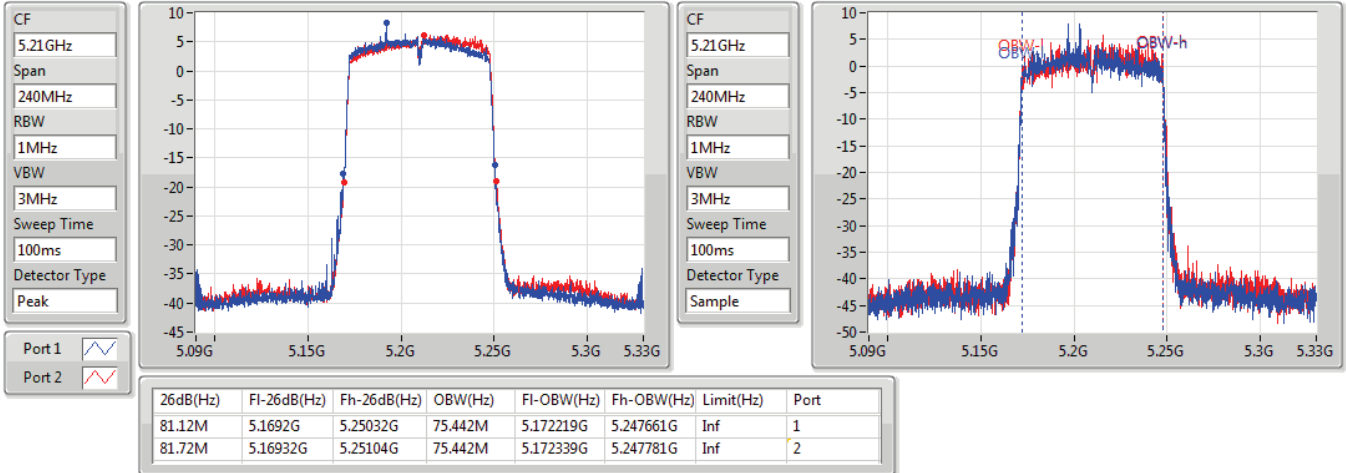 CF
5.21GHz
Span
240MHz
RBW
1MHz
VBW
3MHz
Sweep Time
100ms
Detector Type
Peak
Port 1
Port 2
10
5
0
-5
-10
-15
-20
-25
-30
-35
-40
-45
5.09G 5.15G 5.2G 5.25G 5.3G 5.33G
CF
5.21GHz
Span
240MHz
RBW
1MHz
VBW
3MHz
Sweep Time
100ms
Detector Type
Sample
10
5
0
-5
-10
-15
-20
-25
-30
-35
-40
-45
-50
OBW-h
5.09G 5.15G 5.2G 5.25G 5.3G 5.33G
26dB(Hz) Fl-26dB(Hz) Fh-26dB(Hz) OBW(Hz) Fl-OBW(Hz) Fh-OBW(Hz) Limit(Hz) Port
81.12M 5.1692G 5.25032G 75.442M 5.172219G 5.247661G Inf 1
81.72M 5.16932G 5.25104G 75.442M 5.172339G 5.247781G Inf 2